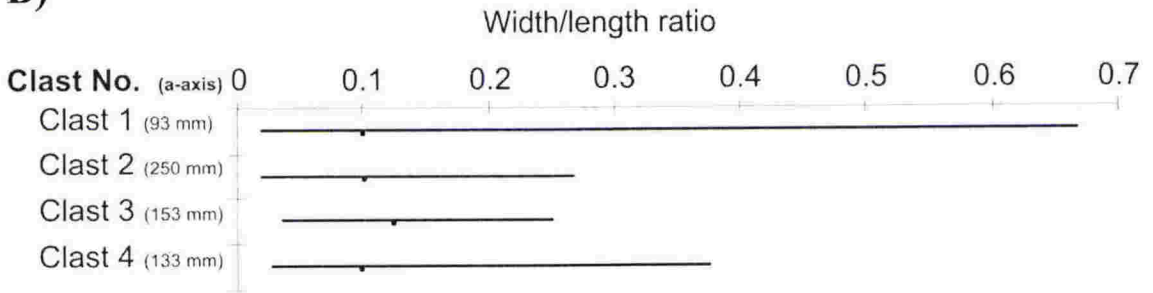 B)
Width/length ratio
Clast No. (a-axis) 0 0.1 0.2 0.3 0.4 0.5 0.6 0.7
Clast 1 (93 mm)
Clast 2 (250 mm)
Clast 3 (153 mm)
Clast 4 (133 mm)